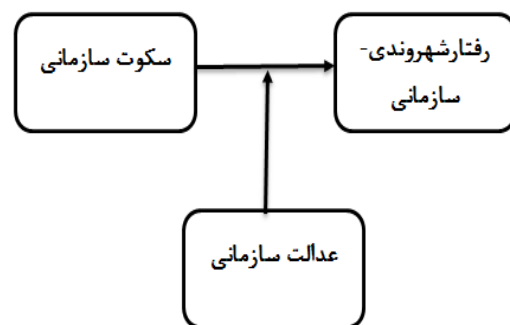 سکوت سازمانی
رفتارشهروندی-
سازمانی
عدالت سازمانی